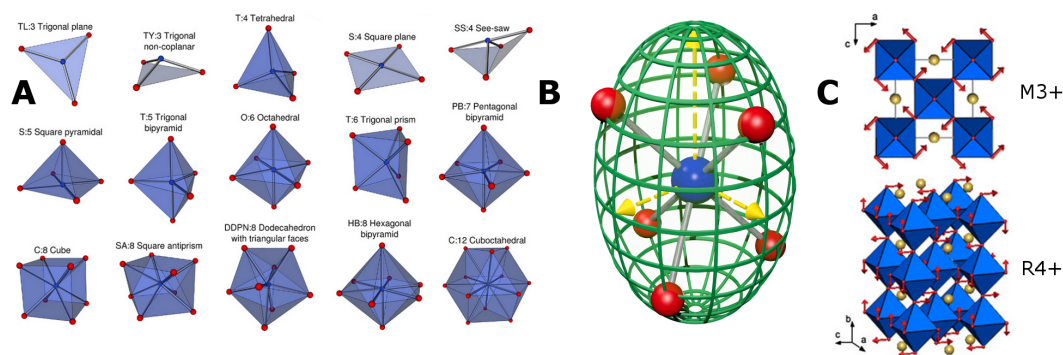 A
TL:3 Trigonal plane
TY:3 Trigonal
non-coplanar
T:4 Tetrahedral
S:4 Square plane
SS:4 See-saw
S:5 Square pyramidal
T:5 Trigonal
bipyramid
O:6 Octahedral
T:6 Trigonal prism
PB:7 Pentagonal
bipyramid
C:8 Cube
SA:8 Square antiprism
DDPN:8 Dodecahedron
with triangular faces
HB:8 Hexagonal
bipyramid
C:12 Cuboctahedral
B
C
a
c
M3+
R4+
b
c
a